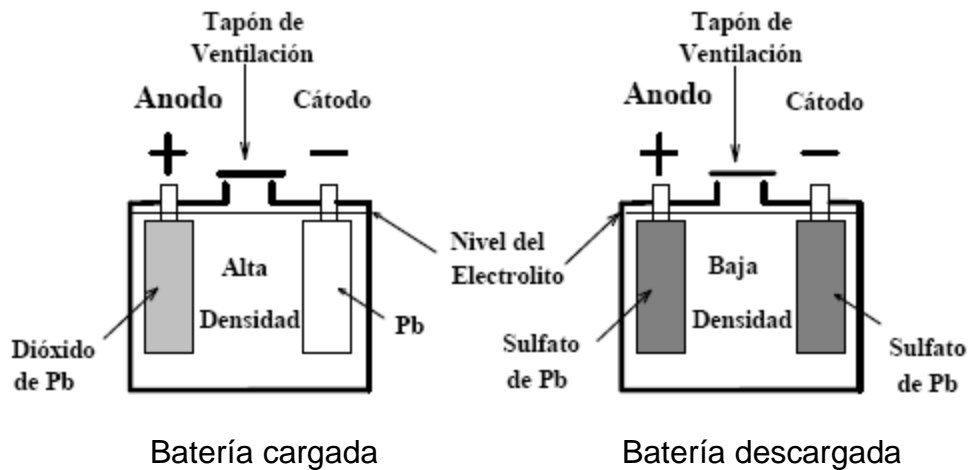 Tapón de
Ventilación
Anodo
Cátodo
+
−
Alta
Densidad
Dióxido
de Pb
Pb
Nivel del
Electrolito
Batería cargada
Tapón de
Ventilación
Anodo
Cátodo
+
−
Baja
Densidad
Sulfato
de Pb
Sulfato
de Pb
Batería descargada